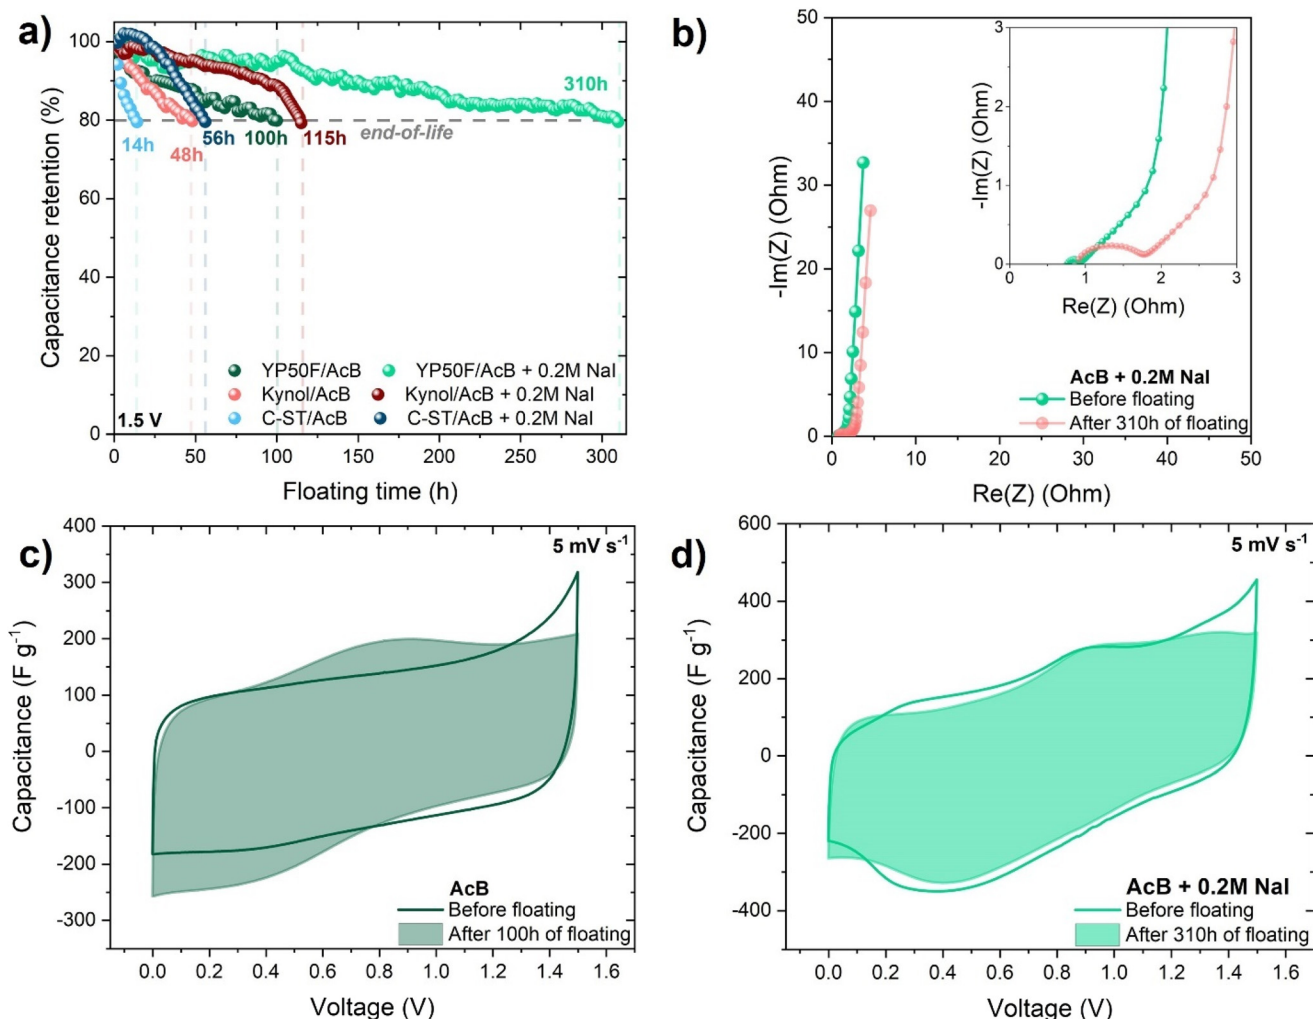 a)
Capacitance retention (%)
100
80
60
40
20
0
310h
14h
48h
56h
100h
115h
end-of-life
YP50F/AcB
YP50F/AcB + 0.2M NaI
Kynol/AcB
Kynol/AcB + 0.2M NaI
C-ST/AcB
C-ST/AcB + 0.2M NaI
1.5 V
0 50 100 150 200 250 300
Floating time (h)
b)
-Im(Z) (Ohm)
50
40
30
20
10
0
-Im(Z) (Ohm)
3
2
1
0
0 1 2 3
Re(Z) (Ohm)
AcB + 0.2M NaI
Before floating
After 310h of floating
0 10 20 30 40 50
Re(Z) (Ohm)
c)
5 mV s⁻¹
Capacitance (F g⁻¹)
400
300
200
100
0
-100
-200
-300
AcB
Before floating
After 100h of floating
0.0 0.2 0.4 0.6 0.8 1.0 1.2 1.4 1.6
Voltage (V)
d)
5 mV s⁻¹
Capacitance (F g⁻¹)
600
400
200
0
-200
-400
AcB + 0.2M NaI
Before floating
After 310h of floating
0.0 0.2 0.4 0.6 0.8 1.0 1.2 1.4 1.6
Voltage (V)